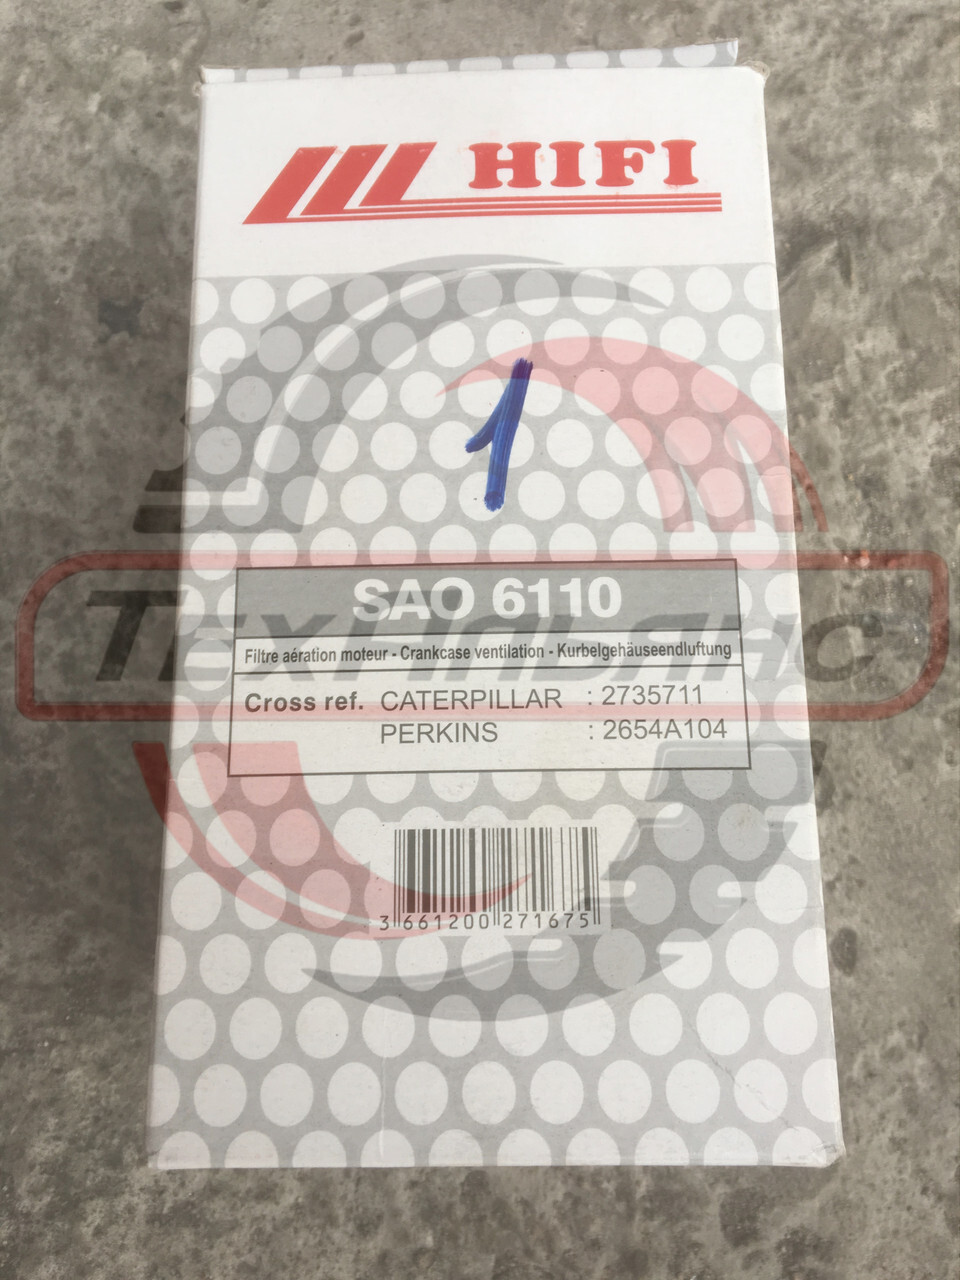 HIFI
1
SAO 6110
Filtre aération moteur - Crankcase ventilation - Kurbelgehäuseendluftung
Cross ref. CATERPILLAR : 2735711
PERKINS : 2654A104
ТехНльянс
3 661200 271675